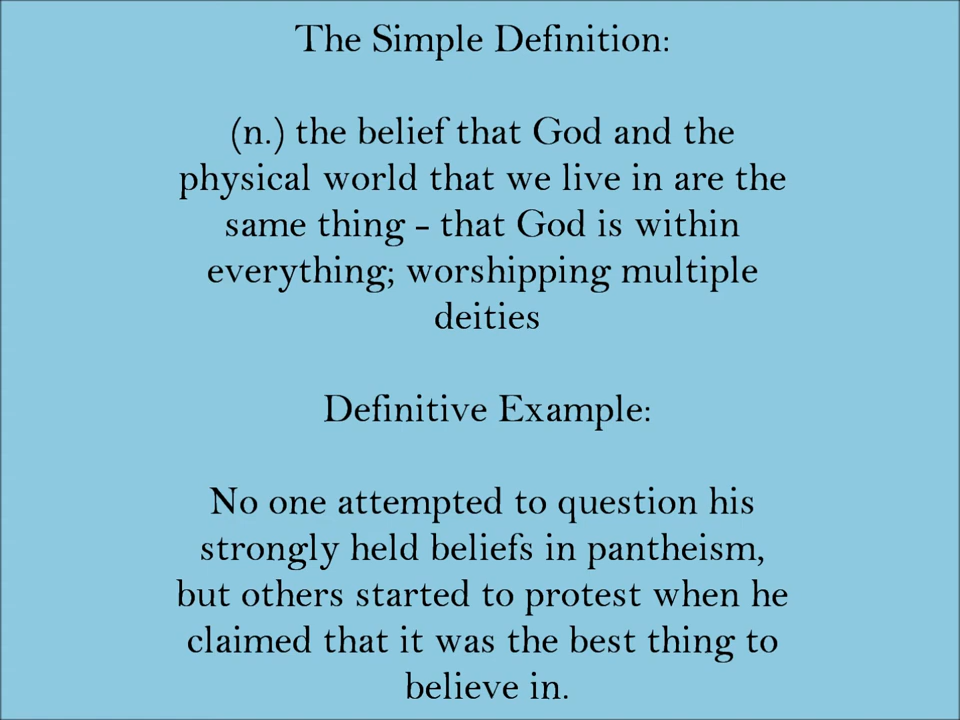 The Simple Definition:
(n.) the belief that God and the
physical world that we live in are the
same thing – that God is within
everything; worshipping multiple
deities
Definitive Example:
No one attempted to question his
strongly held beliefs in pantheism,
but others started to protest when he
claimed that it was the best thing to
believe in.